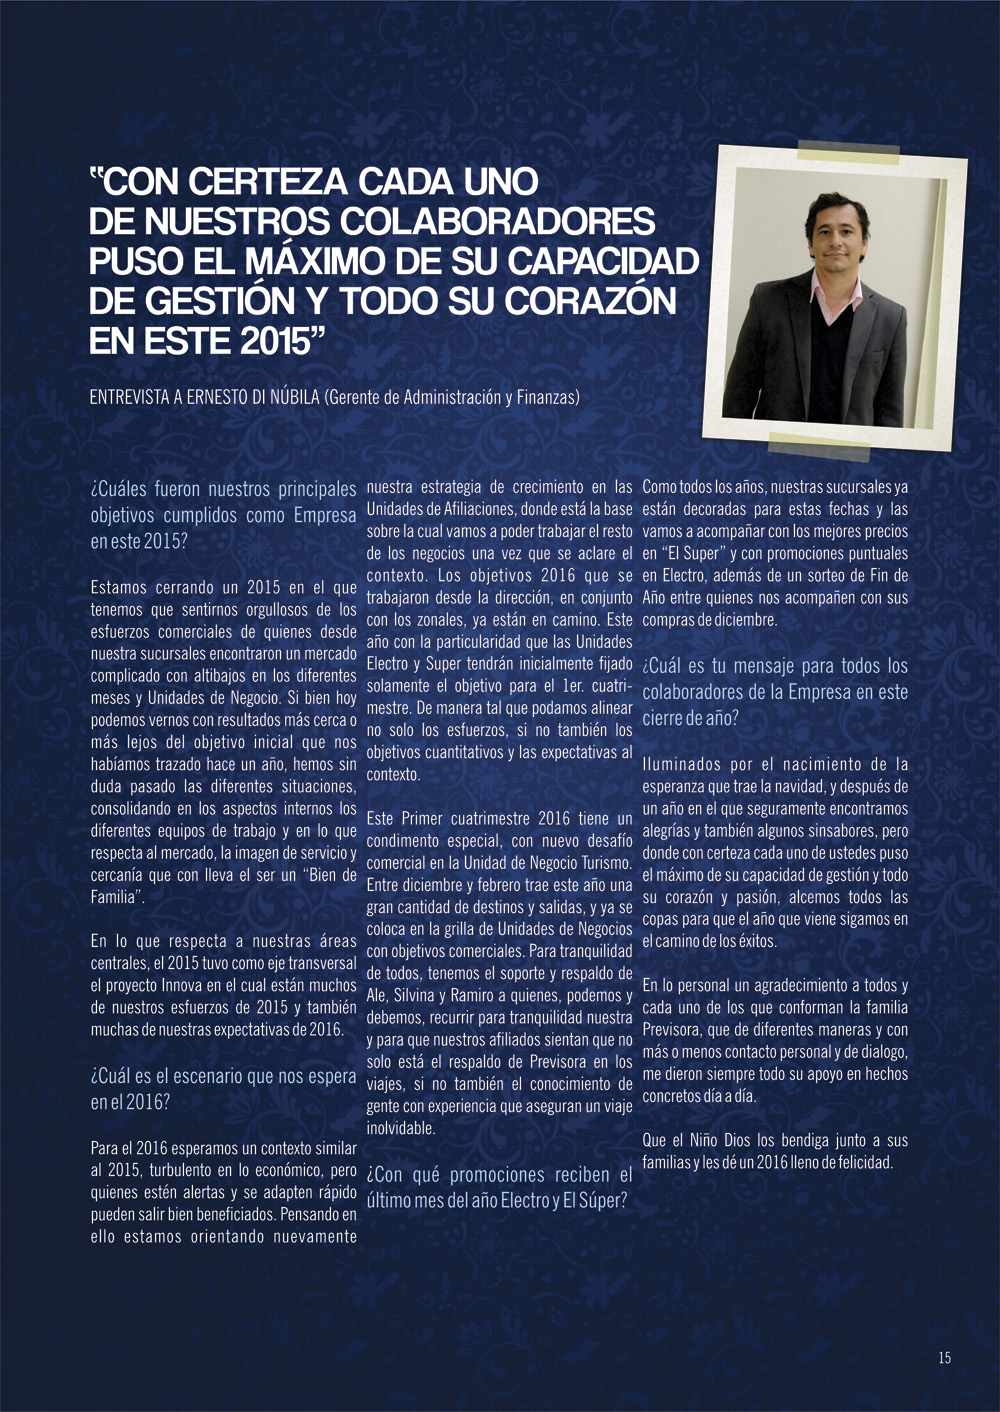 “CON CERTEZA CADA UNO
DE NUESTROS COLABORADORES
PUSO EL MÁXIMO DE SU CAPACIDAD
DE GESTIÓN Y TODO SU CORAZÓN
EN ESTE 2015”
ENTREVISTA A ERNESTO DI NÚBILA (Gerente de Administración y Finanzas)
¿Cuáles fueron nuestros principales
objetivos cumplidos como Empresa
en este 2015?
Estamos cerrando un 2015 en el que
tenemos que sentirnos orgullosos de los
esfuerzos comerciales de quienes desde
nuestra sucursales encontraron un mercado
complicado con altibajos en los diferentes
meses y Unidades de Negocio. Si bien hoy
podemos vernos con resultados más cerca o
más lejos del objetivo inicial que nos
habíamos trazado hace un año, hemos sin
duda pasado las diferentes situaciones,
consolidando en los aspectos internos los
diferentes equipos de trabajo y en lo que
respecta al mercado, la imagen de servicio y
cercanía que con lleva el ser un “Bien de
Familia”.
En lo que respecta a nuestras áreas
centrales, el 2015 tuvo como eje transversal
el proyecto Innova en el cual están muchos
de nuestros esfuerzos de 2015 y también
muchas de nuestras expectativas de 2016.
¿Cuál es el escenario que nos espera
en el 2016?
Para el 2016 esperamos un contexto similar
al 2015, turbulento en lo económico, pero
quienes estén alertas y se adapten rápido
pueden salir bien beneficiados. Pensando en
ello estamos orientando nuevamente
nuestra estrategia de crecimiento en las
Unidades de Afiliaciones, donde está la base
sobre la cual vamos a poder trabajar el resto
de los negocios una vez que se aclare el
contexto. Los objetivos 2016 que se
trabajaron desde la dirección, en conjunto
con los zonales, ya están en camino. Este
año con la particularidad que las Unidades
Electro y Super tendrán inicialmente fijado
solamente el objetivo para el 1er. cuatri-
mestre. De manera tal que podamos alinear
no solo los esfuerzos, si no también los
objetivos cuantitativos y las expectativas al
contexto.
Este Primer cuatrimestre 2016 tiene un
condimento especial, con nuevo desafío
comercial en la Unidad de Negocio Turismo.
Entre diciembre y febrero trae este año una
gran cantidad de destinos y salidas, y ya se
coloca en la grilla de Unidades de Negocios
con objetivos comerciales. Para tranquilidad
de todos, tenemos el soporte y respaldo de
Ale, Silvina y Ramiro a quienes, podemos y
debemos, recurrir para tranquilidad nuestra
y para que nuestros afiliados sientan que no
solo está el respaldo de Previsora en los
viajes, si no también el conocimiento de
gente con experiencia que aseguran un viaje
inolvidable.
¿Con qué promociones reciben el
último mes del año Electro y El Súper?
Como todos los años, nuestras sucursales ya
están decoradas para estas fechas y las
vamos a acompañar con los mejores precios
en “El Super” y con promociones puntuales
en Electro, además de un sorteo de Fin de
Año entre quienes nos acompañen con sus
compras de diciembre.
¿Cuál es tu mensaje para todos los
colaboradores de la Empresa en este
cierre de año?
Iluminados por el nacimiento de la
esperanza que trae la navidad, y después de
un año en el que seguramente encontramos
alegrías y también algunos sinsabores, pero
donde con certeza cada uno de ustedes puso
el máximo de su capacidad de gestión y todo
su corazón y pasión, alcemos todos las
copas para que el año que viene sigamos en
el camino de los éxitos.
En lo personal un agradecimiento a todos y
cada uno de los que conforman la familia
Previsora, que de diferentes maneras y con
más o menos contacto personal y de dialogo,
me dieron siempre todo su apoyo en hechos
concretos día a día.
Que el Niño Dios los bendiga junto a sus
familias y les dé un 2016 lleno de felicidad.
15